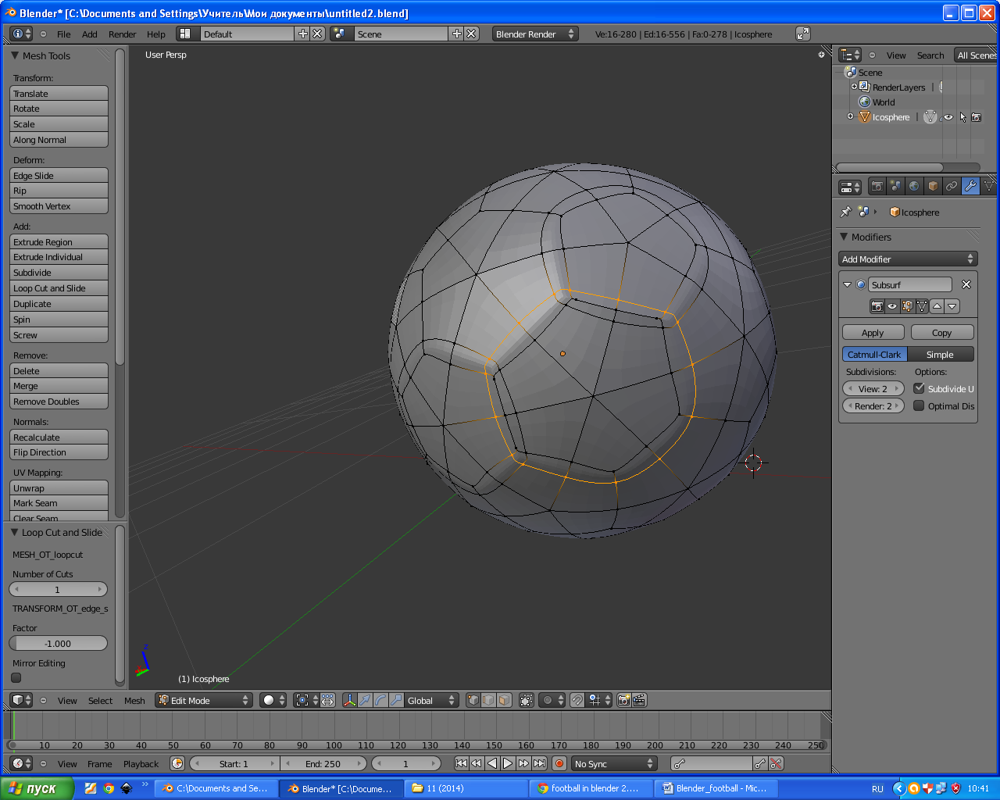 Blender* [C:\Documents and Settings\Учитель\Мои документы\untitled2.blend]
File Add Render Help Default Scene Blender Render Ve:16-280 | Ed:16-556 | Fa:0-278 | Icosphere
Mesh Tools
Transform:
Translate
Rotate
Scale
Along Normal
Deform:
Edge Slide
Rip
Smooth Vertex
Add:
Extrude Region
Extrude Individual
Subdivide
Loop Cut and Slide
Duplicate
Spin
Screw
Remove:
Delete
Merge
Remove Doubles
Normals:
Recalculate
Flip Direction
UV Mapping:
Unwrap
Mark Seam
Clear Seam
Loop Cut and Slide
MESH_OT_loopcut
Number of Cuts
1
TRANSFORM_OT_edge_s
Factor
-1.000
Mirror Editing
User Persp
z
(1) Icosphere
View Search All Scenes
Scene
RenderLayers |
World
Icosphere |
Icosphere
Modifiers
Add Modifier
Subsurf
Apply Copy
Catmull-Clark Simple
Subdivisions: Options:
View: 2 Subdivide U
Render: 2 Optimal Dis
View Select Mesh Edit Mode Global
10 20 30 40 50 60 70 80 90 100 110 120 130 140 150 160 170 180 190 200 210 220 230 240 250
View Frame Playback Start: 1 End: 250 1 No Sync
пуск C:\Documents and Se... Blender* [C:\Docume... 11 (2014) football in blender 2.... Blender_football - Mic... RU 10:41